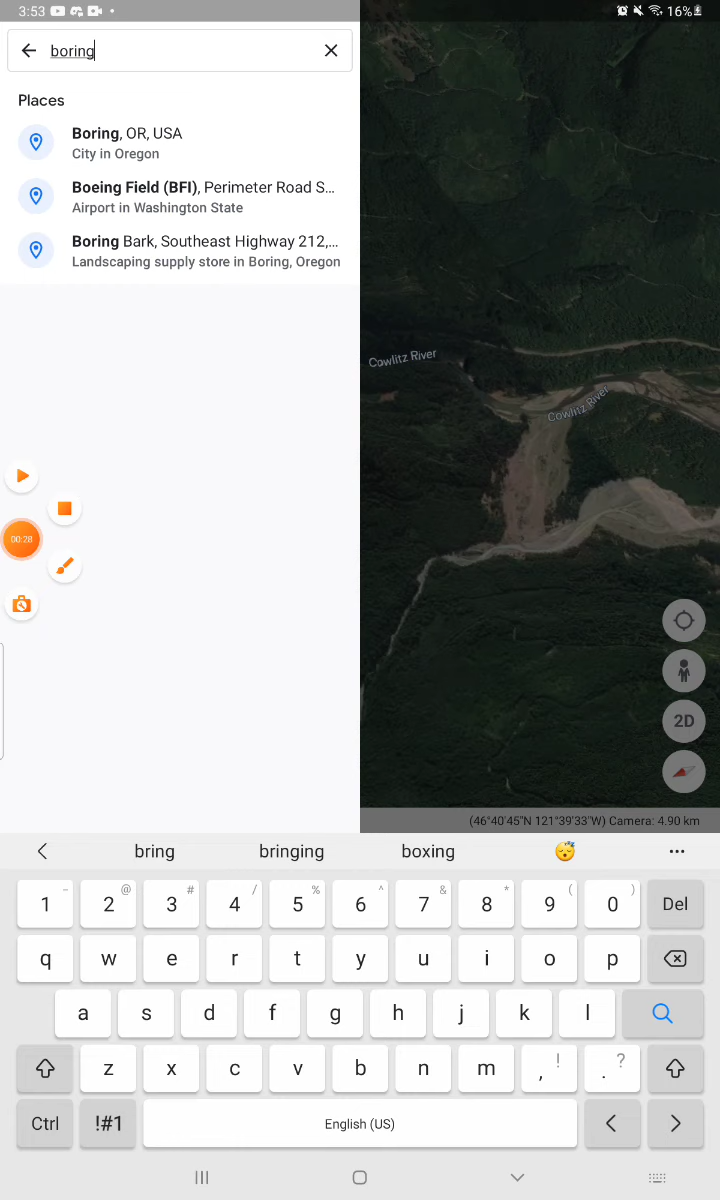 3:53
16%
boring
Places
Boring, OR, USA
City in Oregon
Boeing Field (BFI), Perimeter Road S...
Airport in Washington State
Boring Bark, Southeast Highway 212,...
Landscaping supply store in Boring, Oregon
Cowlitz River
Cowlitz River
00:28
2D
(46°40'45"N 121°39'33"W) Camera: 4.90 km
bring bringing boxing
1 - 2 @ 3 # 4 / 5 % 6 ^ 7 & 8 * 9 ( 0 ) Del
q w e r t y u i o p
a s d f g h j k l
z x c v b n m , ! . ?
Ctrl !#1 English (US)